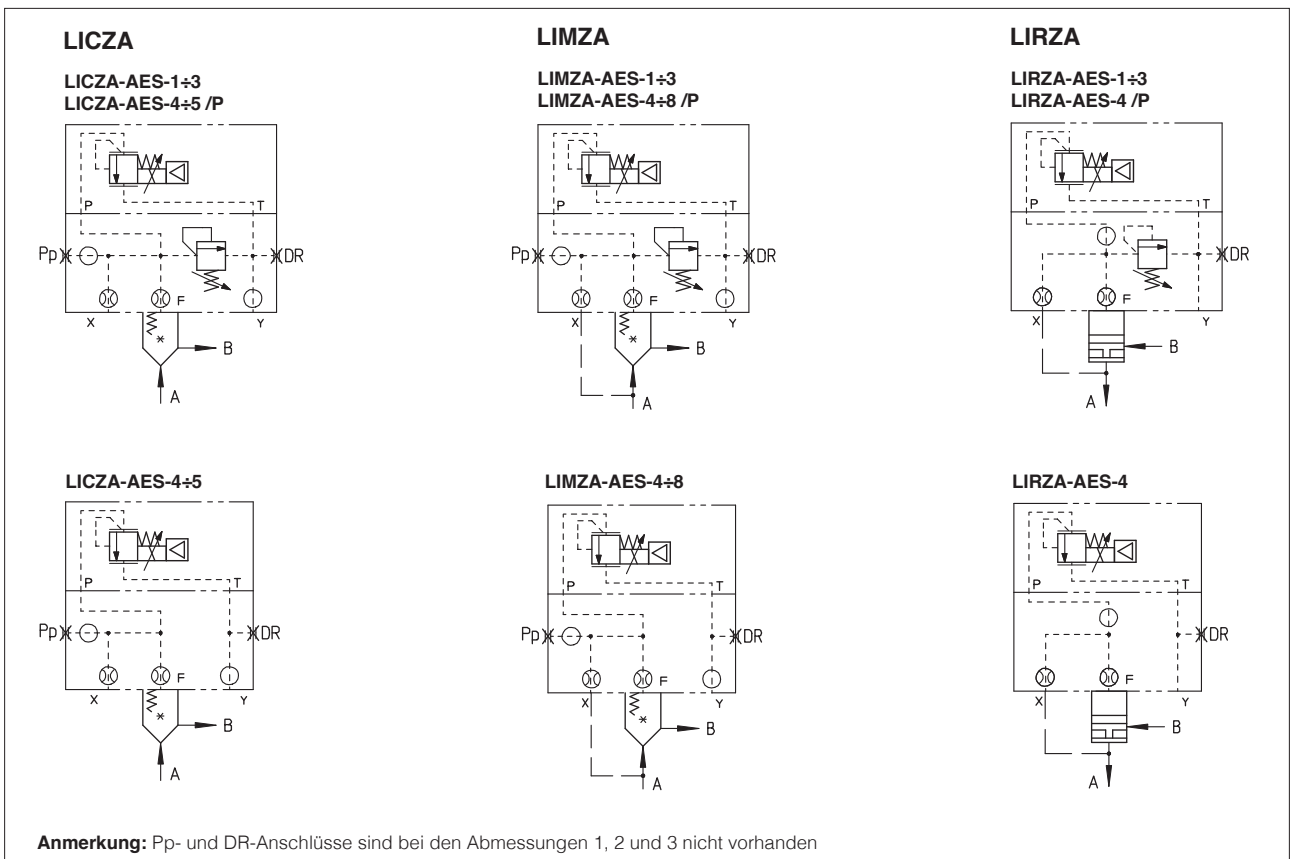 LICZA
LICZA-AES-1÷3
LICZA-AES-4÷5 /P
P
T
Pp
DR
F
X
Y
B
A
LIMZA
LIMZA-AES-1÷3
LIMZA-AES-4÷8 /P
P
T
Pp
DR
F
X
Y
B
A
LIRZA
LIRZA-AES-1÷3
LIRZA-AES-4 /P
P
T
DR
F
X
Y
B
A
LICZA-AES-4÷5
P
T
Pp
DR
F
X
Y
B
A
LIMZA-AES-4÷8
P
T
Pp
DR
F
X
Y
B
A
LIRZA-AES-4
P
T
DR
F
X
Y
B
A
Anmerkung: Pp- und DR-Anschlüsse sind bei den Abmessungen 1, 2 und 3 nicht vorhanden